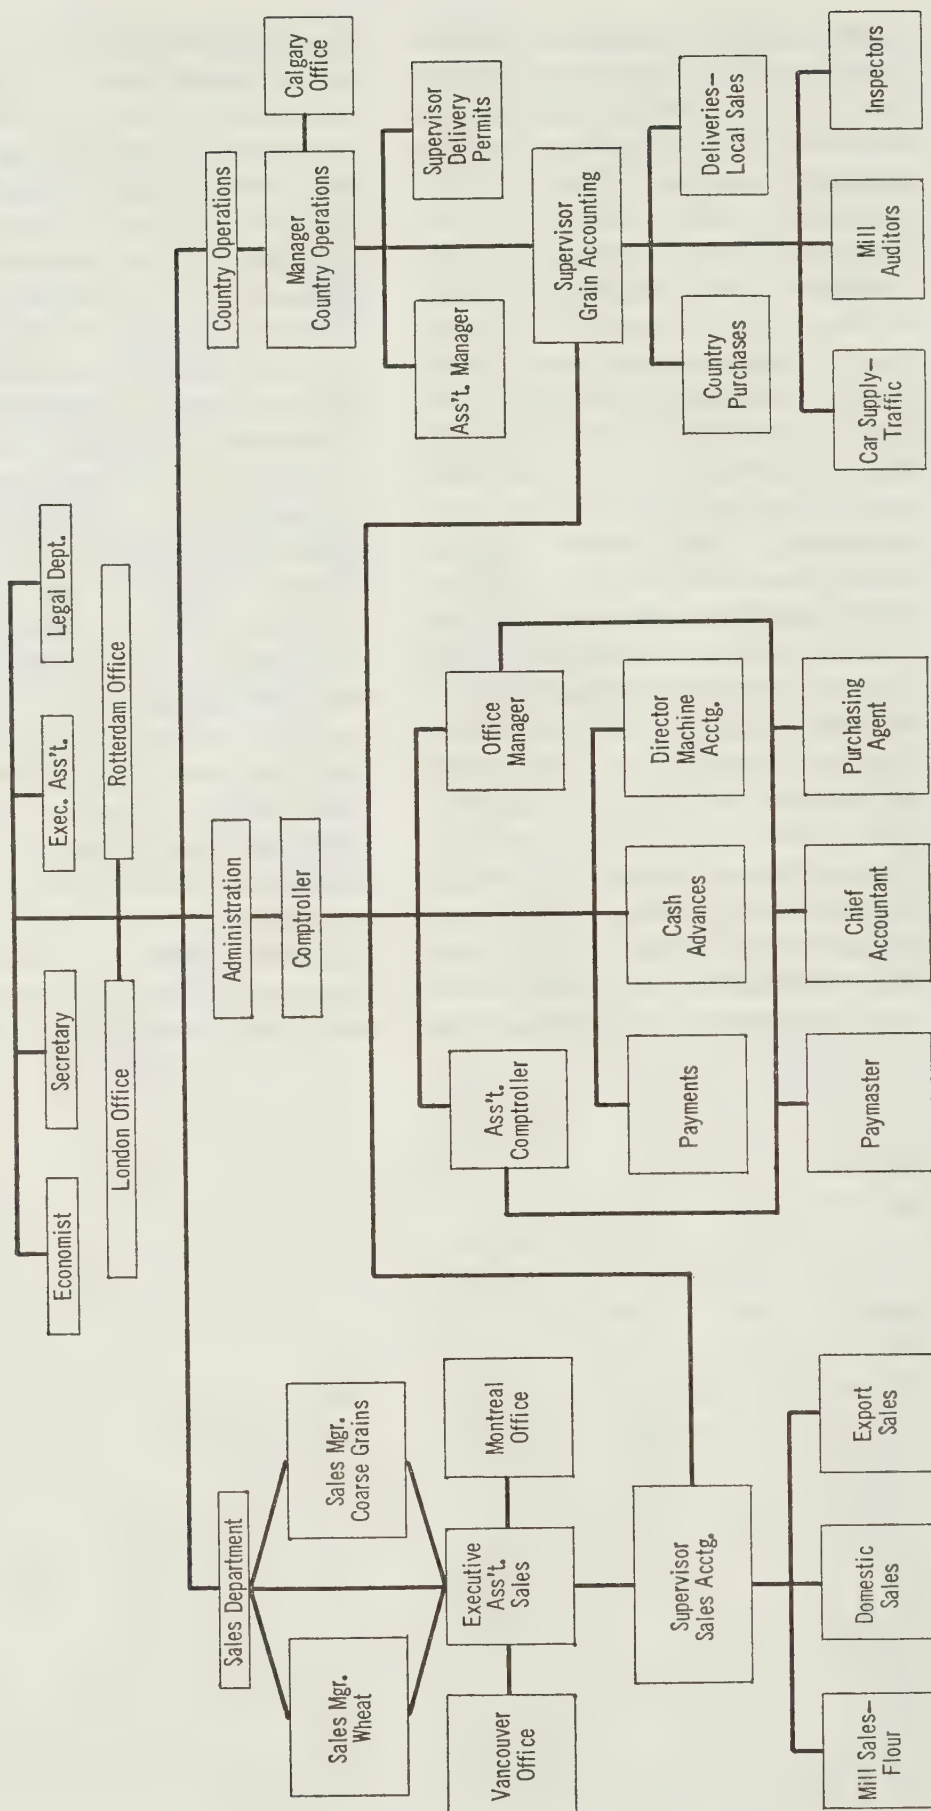 Economist
Secretary
Exec. Ass't.
Legal Dept.
London Office
Rotterdam Office
Sales Department
Administration
Country Operations
Sales Mgr.
Wheat
Sales Mgr.
Coarse Grains
Comptroller
Manager
Country Operations
Calgary
Office
Vancouver
Office
Executive
Ass't.
Sales
Montreal
Office
Ass't.
Comptroller
Office
Manager
Ass't. Manager
Supervisor
Delivery
Permits
Supervisor
Sales Acctg.
Payments
Cash
Advances
Director
Machine
Acctg.
Supervisor
Grain Accounting
Country
Purchases
Deliveries—
Local Sales
Mill Sales—
Flour
Domestic
Sales
Export
Sales
Paymaster
Chief
Accountant
Purchasing
Agent
Car Supply—
Traffic
Mill
Auditors
Inspectors